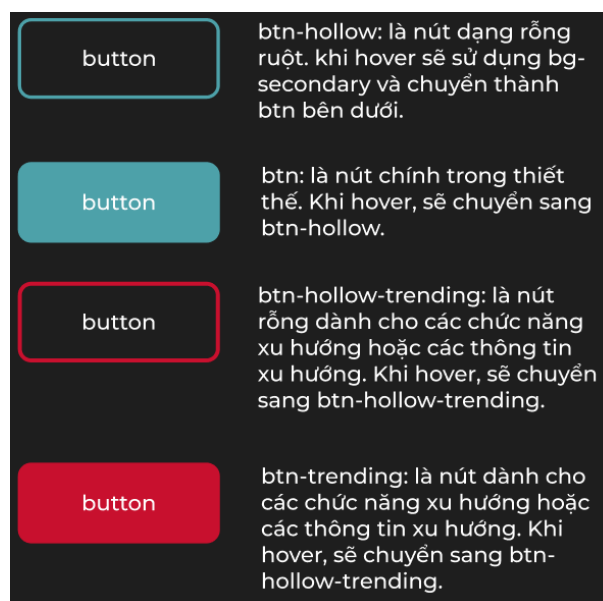 button
btn-hollow: là nút dạng rỗng
ruột. khi hover sẽ sử dụng bg-
secondary và chuyển thành
btn bên dưới.
button
btn: là nút chính trong thiết
thế. Khi hover, sẽ chuyển sang
btn-hollow.
button
btn-hollow-trending: là nút
rỗng dành cho các chức năng
xu hướng hoặc các thông tin
xu hướng. Khi hover, sẽ chuyển
sang btn-hollow-trending.
button
btn-trending: là nút dành cho
các chức năng xu hướng hoặc
các thông tin xu hướng. Khi
hover, sẽ chuyển sang btn-
hollow-trending.